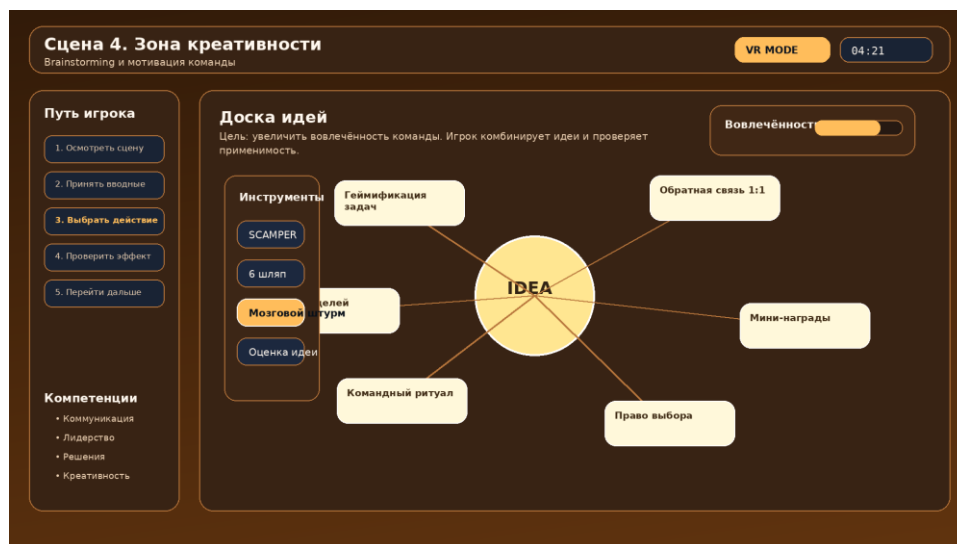 Сцена 4. Зона креативности
Brainstorming и мотивация команды
VR MODE
04:21
Путь игрока
1. Осмотреть сцену
2. Принять вводные
3. Выбрать действие
4. Проверить эффект
5. Перейти дальше
Компетенции
• Коммуникация
• Лидерство
• Решения
• Креативность
Доска идей
Цель: увеличить вовлечённость команды. Игрок комбинирует идеи и проверяет
применимость.
Инструменты
SCAMPER
6 шляп
Мозговой штурм
Оценка идеи
Геймификация
задач
Обратная связь 1:1
IDEA
Мини-награды
Командный ритуал
Право выбора